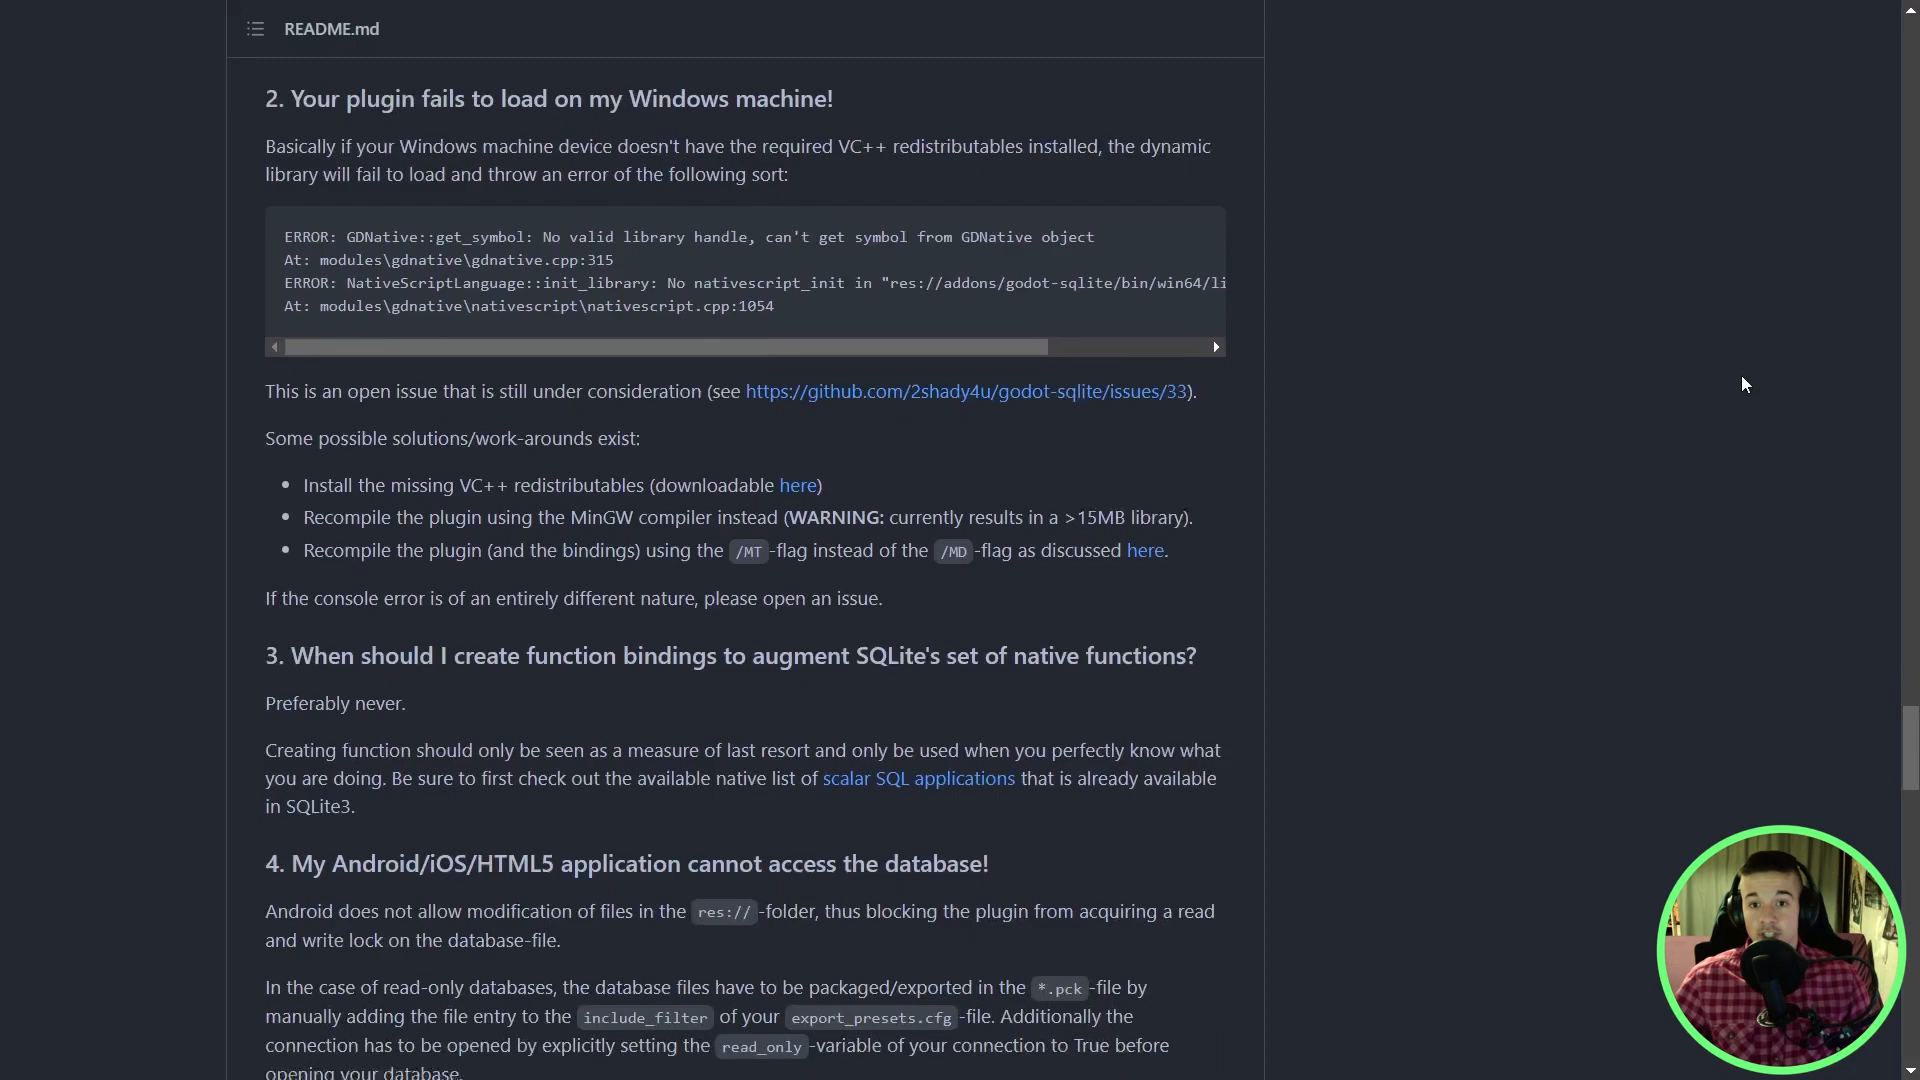 README.md
2. Your plugin fails to load on my Windows machine!
Basically if your Windows machine device doesn't have the required VC++ redistributables installed, the dynamic
library will fail to load and throw an error of the following sort:
ERROR: GDNative::get_symbol: No valid library handle, can't get symbol from GDNative object
At: modules\gdnative\gdnative.cpp:315
ERROR: NativeScriptLanguage::init_library: No nativescript_init in "res://addons/godot-sqlite/bin/win64/li
At: modules\gdnative\nativescript\nativescript.cpp:1054
This is an open issue that is still under consideration (see https://github.com/2shady4u/godot-sqlite/issues/33).
Some possible solutions/work-arounds exist:
• Install the missing VC++ redistributables (downloadable here)
• Recompile the plugin using the MinGW compiler instead (WARNING: currently results in a >15MB library).
• Recompile the plugin (and the bindings) using the /MT -flag instead of the /MD -flag as discussed here.
If the console error is of an entirely different nature, please open an issue.
3. When should I create function bindings to augment SQLite's set of native functions?
Preferably never.
Creating function should only be seen as a measure of last resort and only be used when you perfectly know what
you are doing. Be sure to first check out the available native list of scalar SQL applications that is already available
in SQLite3.
4. My Android/iOS/HTML5 application cannot access the database!
Android does not allow modification of files in the res:// -folder, thus blocking the plugin from acquiring a read
and write lock on the database-file.
In the case of read-only databases, the database files have to be packaged/exported in the *.pck -file by
manually adding the file entry to the include_filter of your export_presets.cfg -file. Additionally the
connection has to be opened by explicitly setting the read_only -variable of your connection to True before
opening your database.